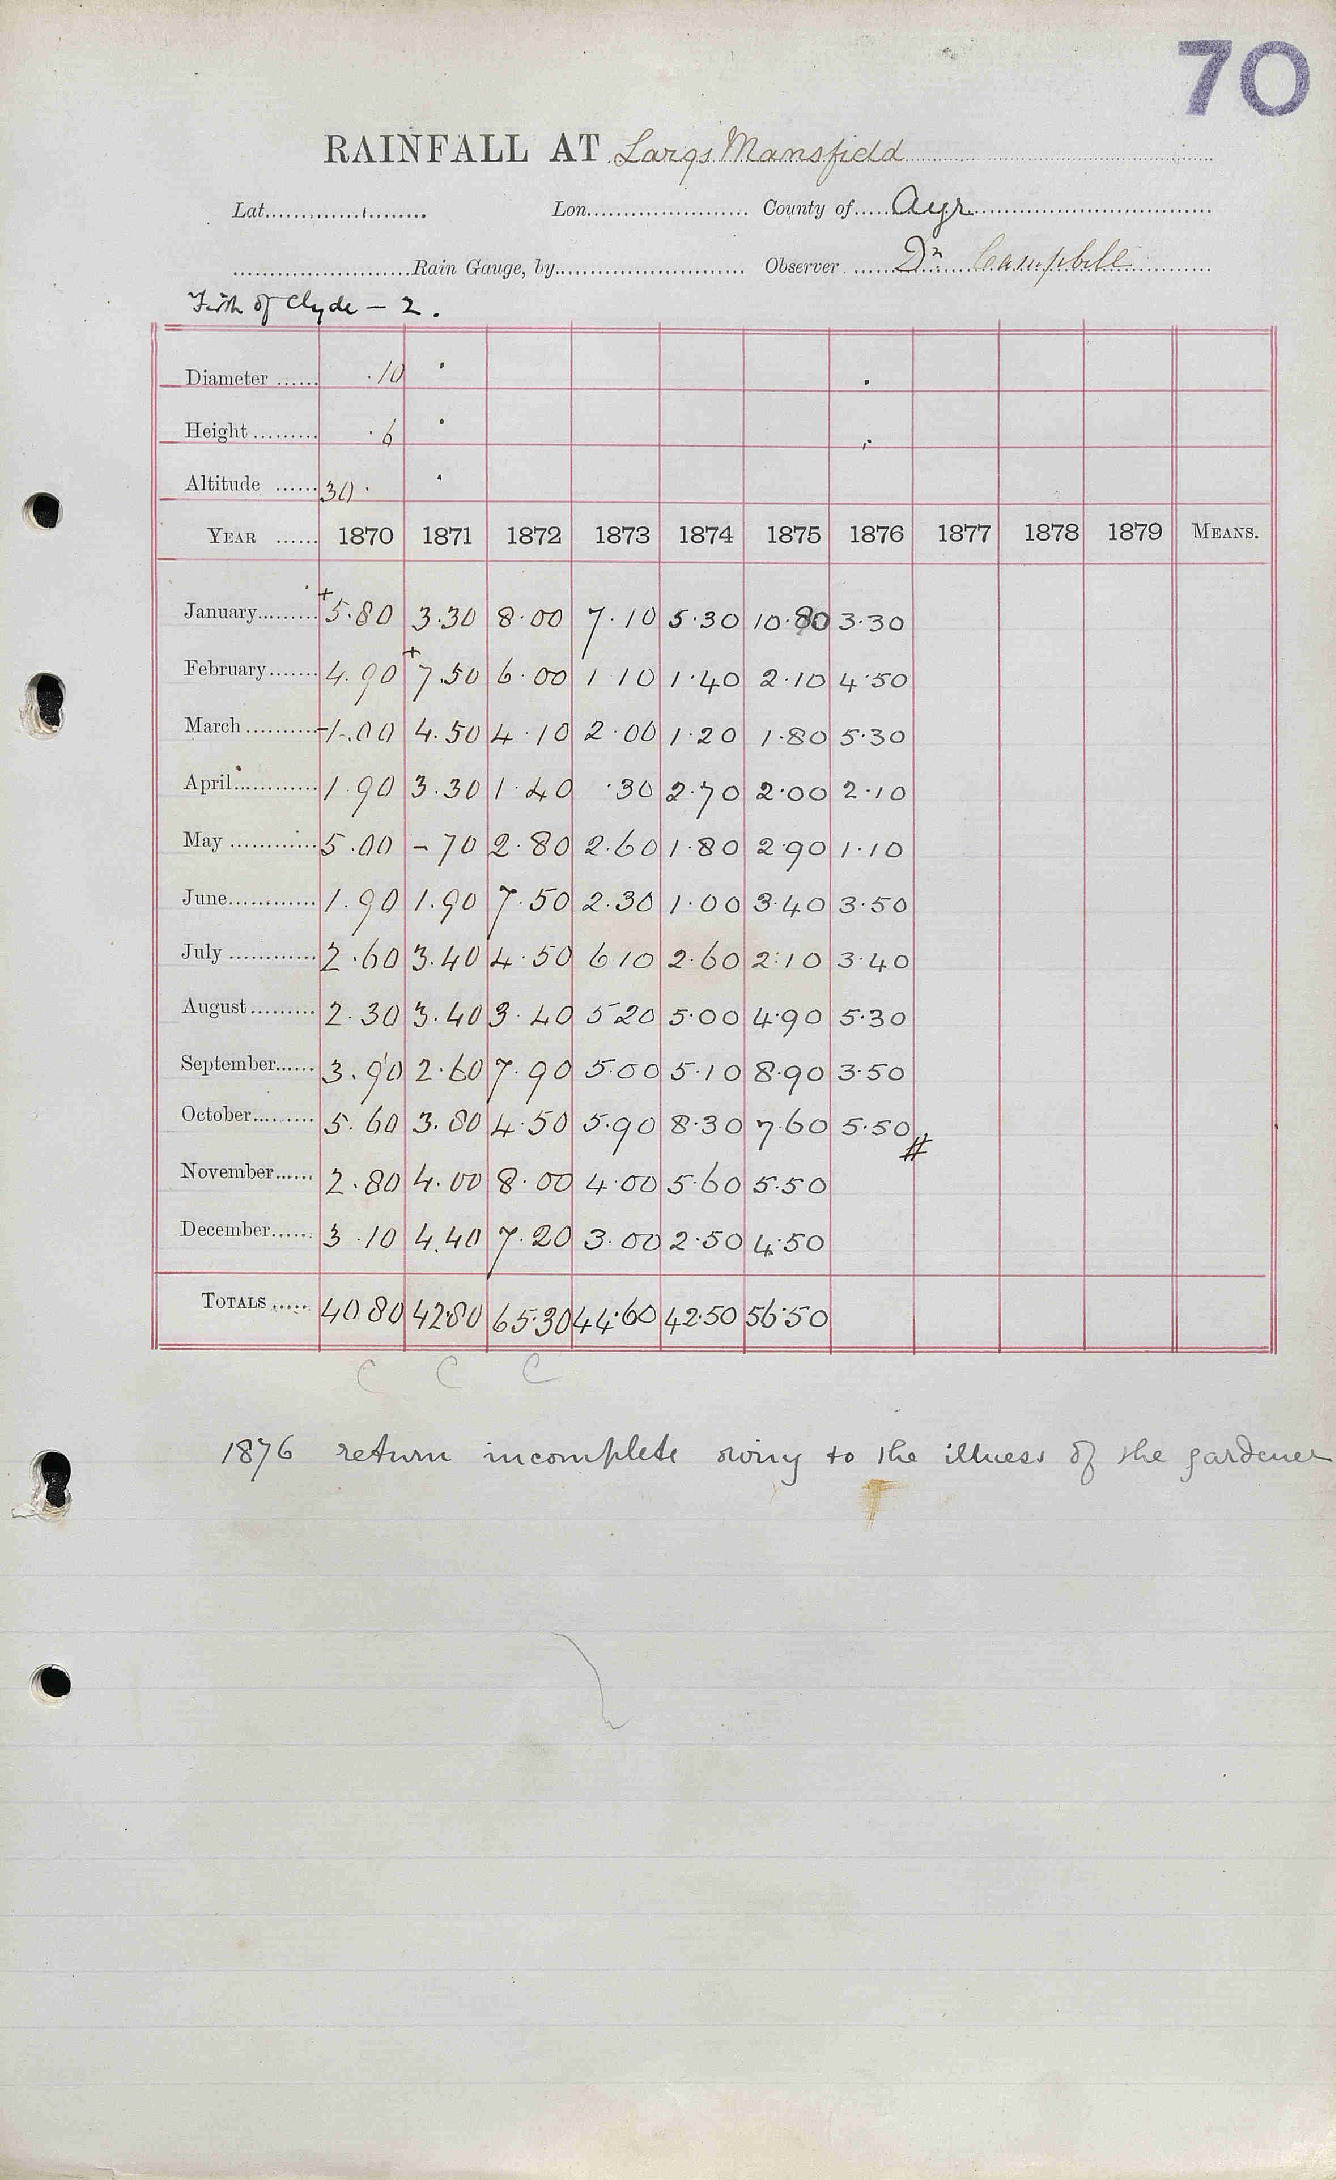 70
RAINFALL AT Largs Mansfield
Lat. Lon. County of Ayr
Rain Gauge, by Observer Dr Campbell
Firth of Clyde – 2.
Diameter 10
Height 6
Altitude 30
YEAR 1870 1871 1872 1873 1874 1875 1876 1877 1878 1879 MEANS.
January +5.80 3.30 8.00 7.10 5.30 10.80 3.30
February 4.90 +7.50 6.00 1 10 1.40 2.10 4.50
March 1.00 4.50 4.10 2.00 1.20 1.80 5.30
April 1 90 3.30 1.40 .30 2.70 2.00 2.10
May 5.00 –70 2.80 2.60 1.80 2.90 1.10
June 1.90 1.90 7.50 2.30 1.00 3.40 3.50
July 2.60 3.40 4.50 6 10 2.60 2.10 3.40
August 2.30 3.40 3.40 5 20 5.00 4.90 5.30
September 3.90 2.60 7.90 5.00 5.10 8.90 3.50
October 5.60 3.80 4.50 5.90 8.30 7.60 5.50 #
November 2.80 4.00 8.00 4.00 5.60 5.50
December 3 10 4.40 7.20 3.00 2.50 4.50
TOTALS 40 80 42.80 65.30 44.60 42.50 56.50
C C C
1876 return incomplete owing to the illness of the gardener